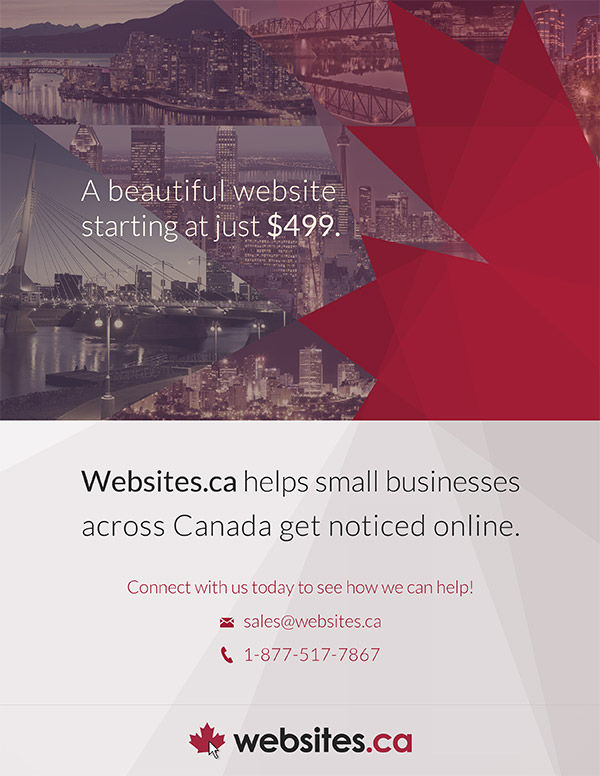 A beautiful website
starting at just $499.
Websites.ca helps small businesses
across Canada get noticed online.
Connect with us today to see how we can help!
sales@websites.ca
1-877-517-7867
websites.ca